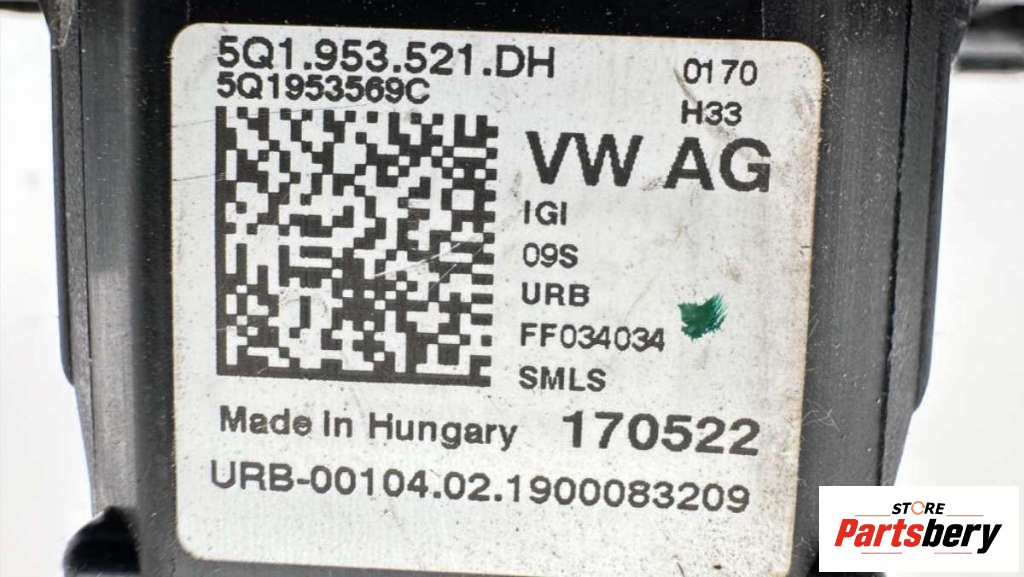 5Q1.953.521.DH
5Q1953569C
0170
H33
VW AG
IGI
09S
URB
FF034034
SMLS
Made In Hungary 170522
URB-00104.02.1900083209
STORE
Partsbery